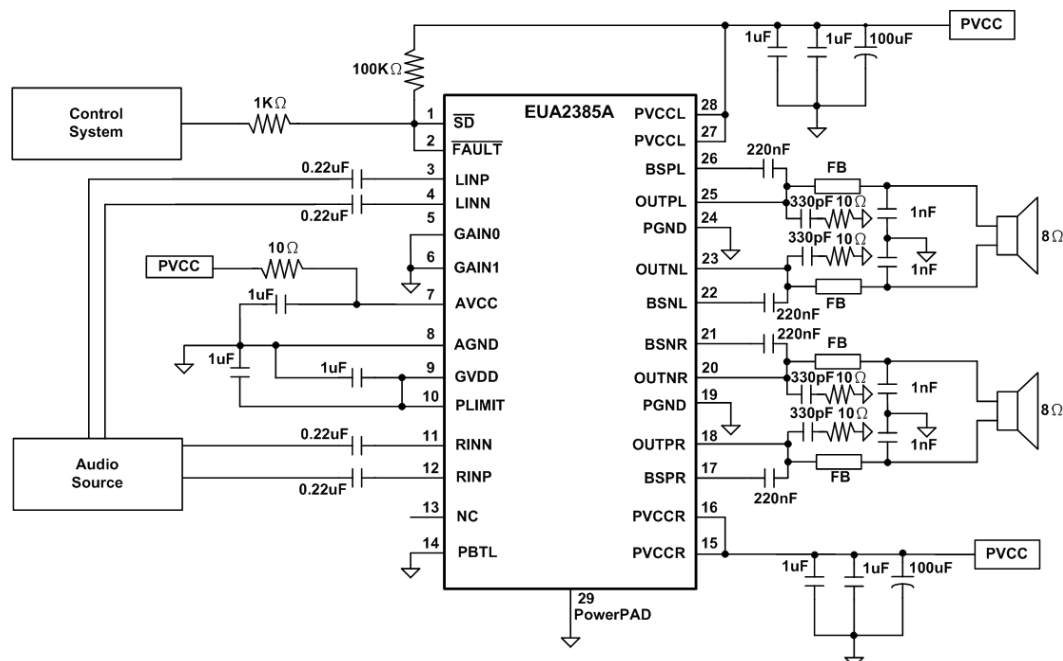 PVCC
1uF
1uF
100uF
100KΩ
Control
System
1KΩ
EUA2385A
1
SD
2
FAULT
0.22uF
3
LINP
4
LINN
0.22uF
5
GAIN0
6
GAIN1
PVCC
10Ω
1uF
7
AVCC
8
AGND
1uF
1uF
9
GVDD
10
PLIMIT
0.22uF
11
RINN
12
RINP
0.22uF
Audio
Source
13
NC
14
PBTL
29
PowerPAD
28
PVCCL
27
PVCCL
26
BSPL
25
OUTPL
24
PGND
23
OUTNL
22
BSNL
21
BSNR
20
OUTNR
19
PGND
18
OUTPR
17
BSPR
16
PVCCR
15
PVCCR
220nF
FB
330pF 10Ω
1nF
330pF 10Ω
1nF
8Ω
FB
220nF
220nF
FB
330pF 10Ω
1nF
330pF 10Ω
1nF
8Ω
FB
220nF
PVCC
1uF
1uF
100uF